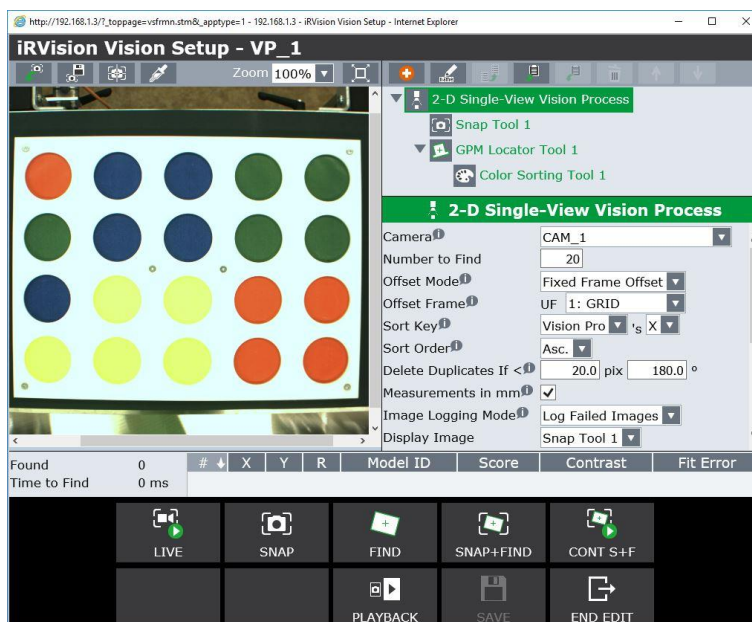 http://192.168.1.3/?_toppage=vsfrmn.stm&_apptype=1 - 192.168.1.3 - iRVision Vision Setup - Internet Explorer
iRVision Vision Setup - VP_1
Zoom 100%
2-D Single-View Vision Process
Snap Tool 1
GPM Locator Tool 1
Color Sorting Tool 1
2-D Single-View Vision Process
Camera CAM_1
Number to Find 20
Offset Mode Fixed Frame Offset
Offset Frame UF 1: GRID
Sort Key Vision Pro 's X
Sort Order Asc.
Delete Duplicates If < 20.0 pix 180.0 °
Measurements in mm
Image Logging Mode Log Failed Images
Display Image Snap Tool 1
Found 0 # X Y R Model ID Score Contrast Fit Error
Time to Find 0 ms
LIVE SNAP FIND SNAP+FIND CONT S+F
PLAYBACK SAVE END EDIT